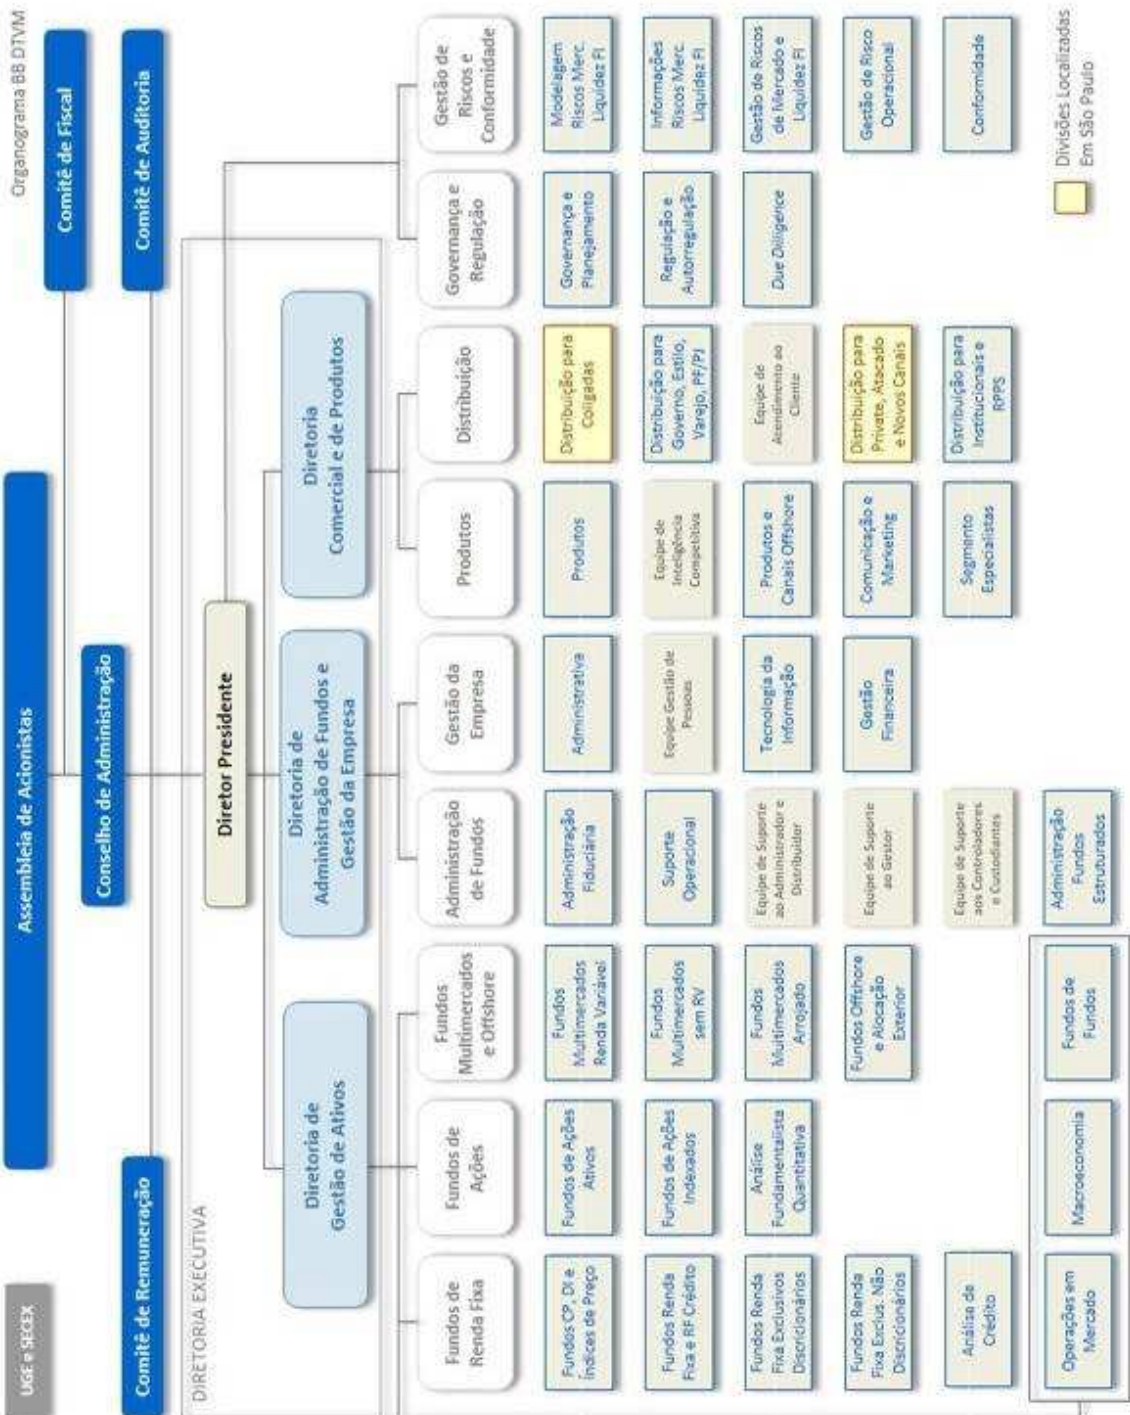 Organograma BB DTVM
UGE e SECEX
Assembleia de Acionistas
Comitê de Fiscal
Conselho de Administração
Comitê de Remuneração
Comitê de Auditoria
DIRETORIA EXECUTIVA
Diretor Presidente
Diretoria de
Gestão de Ativos
Diretoria de
Administração de Fundos e
Gestão da Empresa
Diretoria
Comercial e de Produtos
Fundos de
Renda Fixa
Fundos de
Ações
Fundos
Multimercados
e Offshore
Administração
de Fundos
Gestão da
Empresa
Produtos
Distribuição
Governança e
Regulação
Gestão de
Riscos e
Conformidade
Fundos CP, DI e
Índices de Preço
Fundos de Ações
Ativos
Fundos
Multimercados
Renda Variável
Administração
Fiduciária
Administrativa
Produtos
Distribuição para
Coligadas
Governança e
Planejamento
Modelagem
Riscos Merc.
Liquidez FI
Fundos Renda
Fixa e RF Crédito
Fundos de Ações
Indexados
Fundos
Multimercados
sem RV
Suporte
Operacional
Equipe Gestão de
Pessoas
Equipe de
Inteligência
Competitiva
Distribuição para
Governo, Estilo,
Varejo, PF/PJ
Regulação e
Autorregulação
Informações
Riscos Merc.
Liquidez FI
Fundos Renda
Fixa Exclusivos
Discricionários
Análise
Fundamentalista
Quantitativa
Fundos
Multimercados
Arrojado
Equipe de Suporte
ao Administrador e
Distribuidor
Tecnologia da
Informação
Produtos e
Canais Offshore
Equipe de
Atendimento ao
Cliente
Due Diligence
Gestão de Riscos
de Mercado e
Liquidez FI
Fundos Renda
Fixa Exclus. Não
Discricionários
Fundos Offshore
e Alocação
Exterior
Equipe de Suporte
ao Gestor
Gestão
Financeira
Comunicação e
Marketing
Distribuição para
Private, Atacado
e Novos Canais
Gestão de Risco
Operacional
Análise de
Crédito
Equipe de Suporte
aos Controladores
e Custodiantes
Segmento
Especialistas
Distribuição para
Institucionais e
RPPS
Conformidade
Operações em
Mercado
Macroeconomia
Fundos de
Fundos
Administração
Fundos
Estruturados
Divisões Localizadas
Em São Paulo